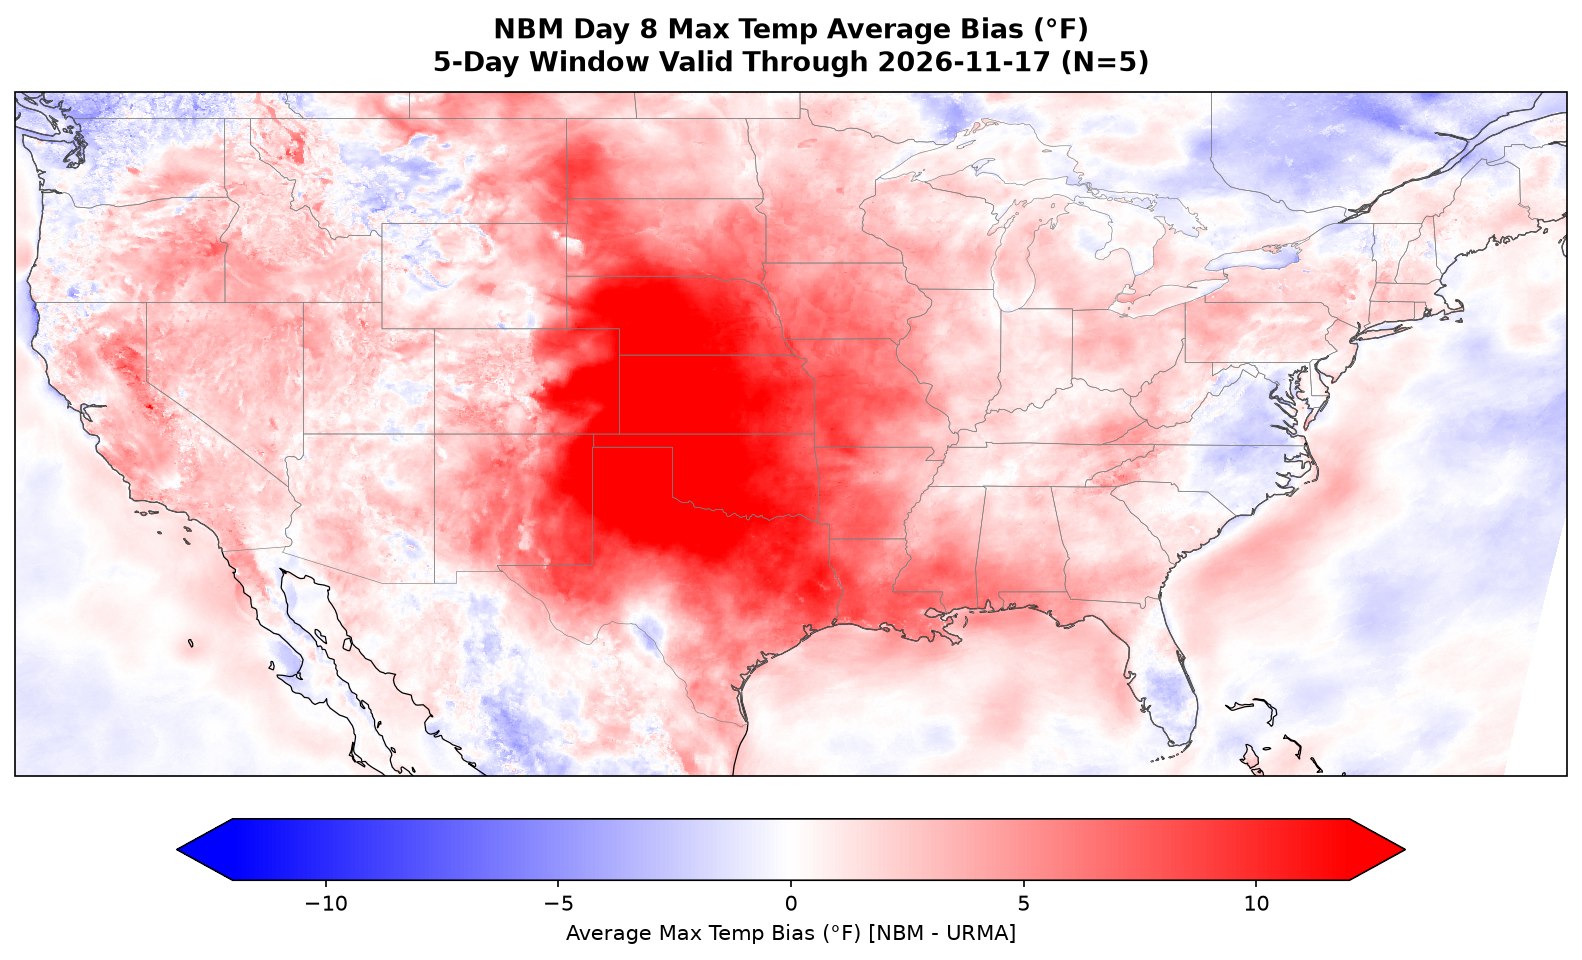 NBM Day 8 Max Temp Average Bias (°F)
5-Day Window Valid Through 2026-11-17 (N=5)
−10 −5 0 5 10
Average Max Temp Bias (°F) [NBM - URMA]